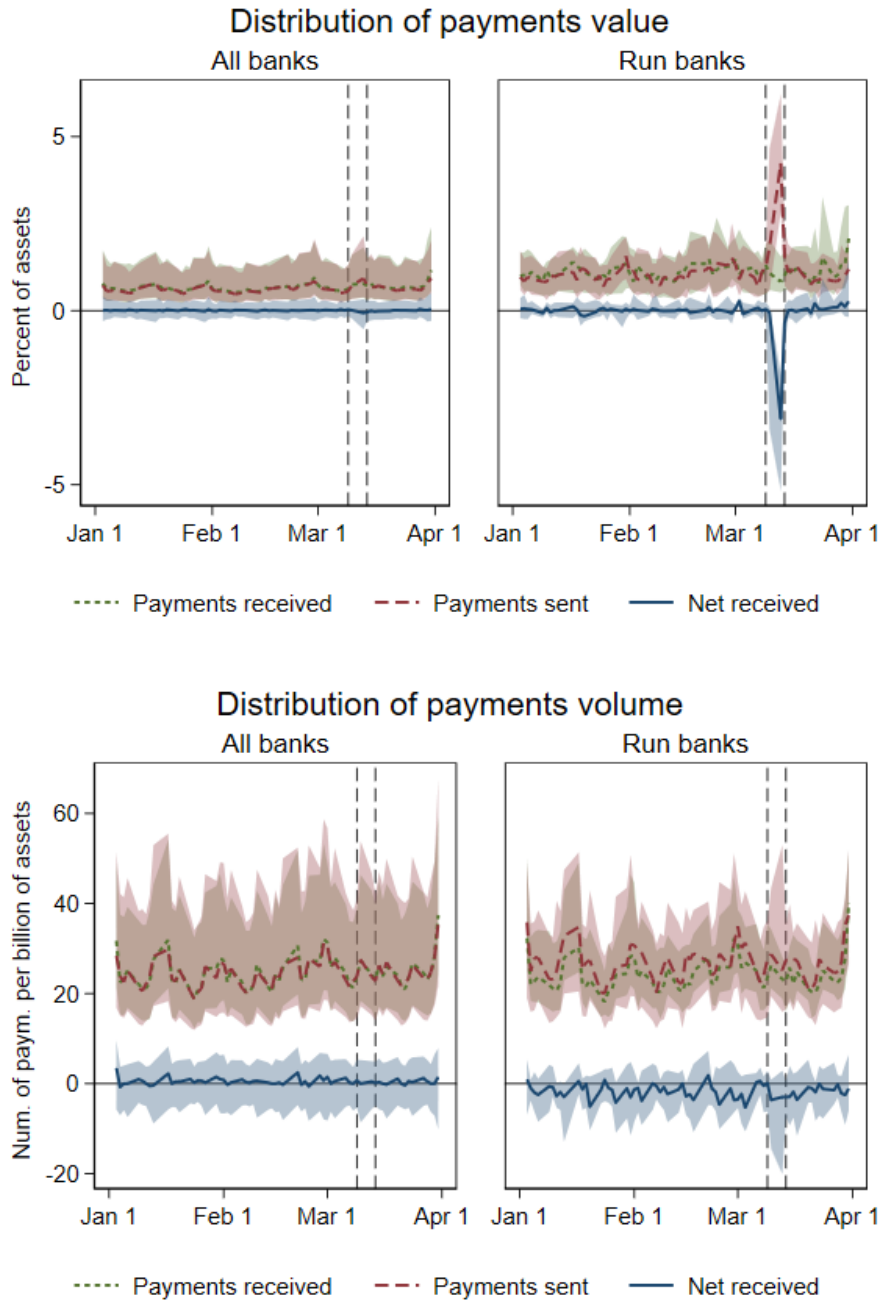 Distribution of payments value
All banks
Run banks
Percent of assets
5
0
-5
Jan 1 Feb 1 Mar 1 Apr 1
Jan 1 Feb 1 Mar 1 Apr 1
Payments received Payments sent Net received
Distribution of payments volume
All banks
Run banks
Num. of paym. per billion of assets
60
40
20
0
-20
Jan 1 Feb 1 Mar 1 Apr 1
Jan 1 Feb 1 Mar 1 Apr 1
Payments received Payments sent Net received